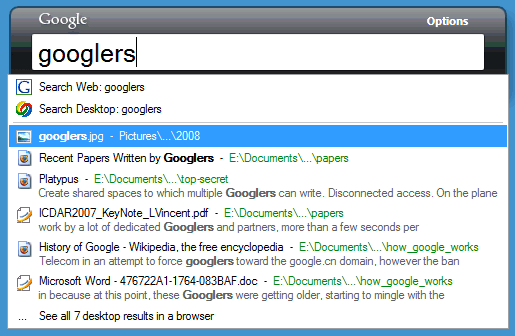 Google
Options
googlers
Search Web: googlers
Search Desktop: googlers
googlers.jpg - Pictures\...\2008
Recent Papers Written by Googlers - E:\Documents\...\papers
Platypus - E:\Documents\...\top-secret
Create shared spaces to which multiple Googlers can write. Disconnected access. On the plane
ICDAR2007_KeyNote_LVincent.pdf - E:\Documents\...\papers
work by a lot of dedicated Googlers and partners, more than a few seconds per
History of Google - Wikipedia, the free encyclopedia - E:\Documents\...\how_google_works
Telecom in an attempt to force googlers toward the google.cn domain, however the ban
Microsoft Word - 476722A1-1764-083BAF.doc - E:\Documents\...\how_google_works
in because at this point, these Googlers were getting older, starting to mingle with the
... See all 7 desktop results in a browser